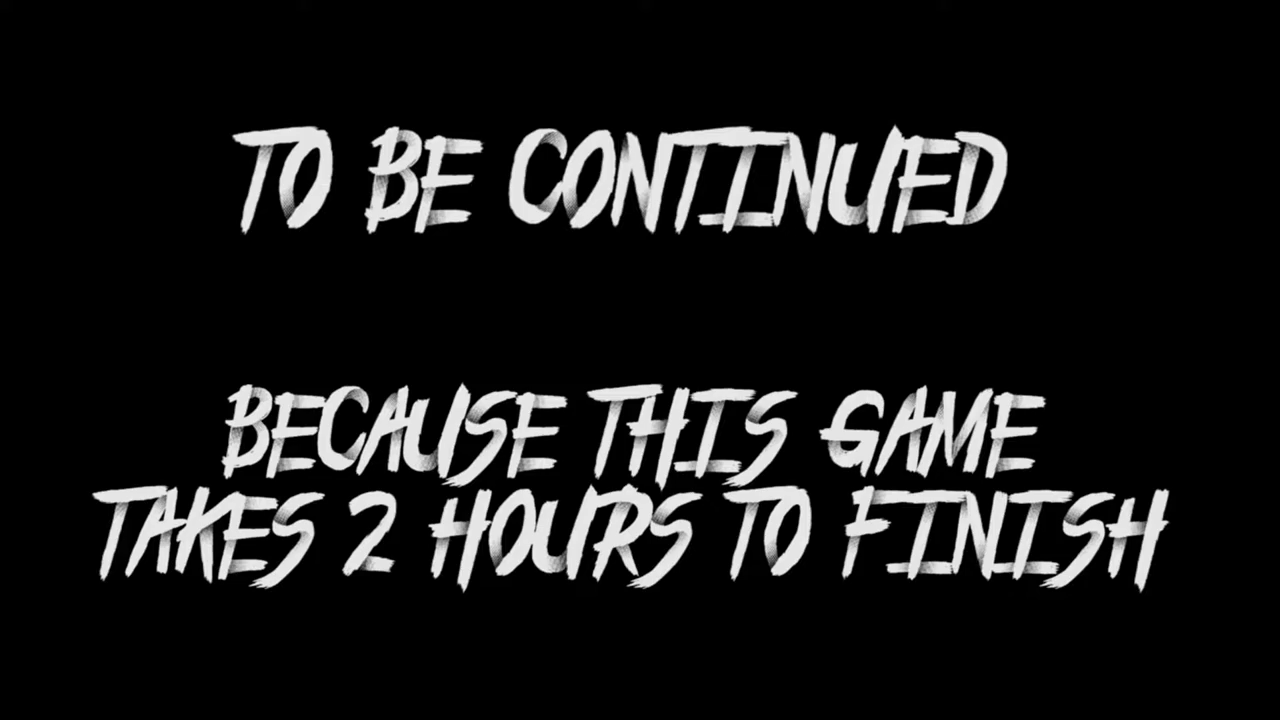 TO BE CONTINUED
BECAUSE THIS GAME
TAKES 2 HOURS TO FINISH